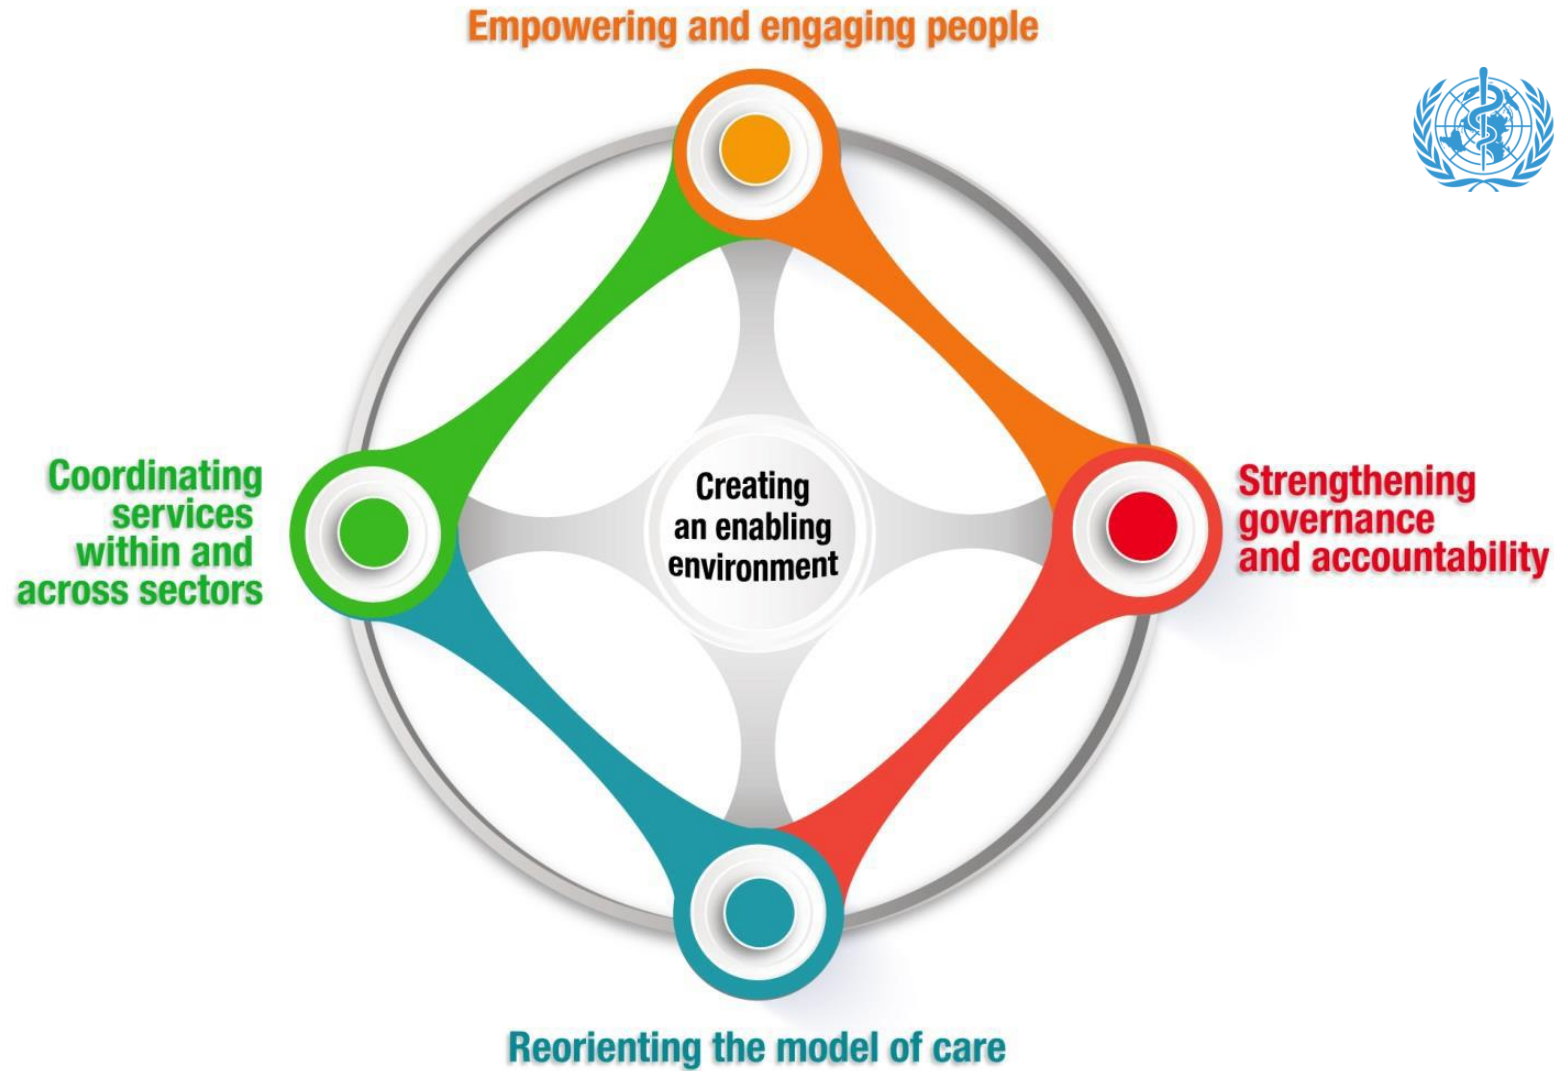 Empowering and engaging people
Coordinating
services
within and
across sectors
Creating
an enabling
environment
Strengthening
governance
and accountability
Reorienting the model of care